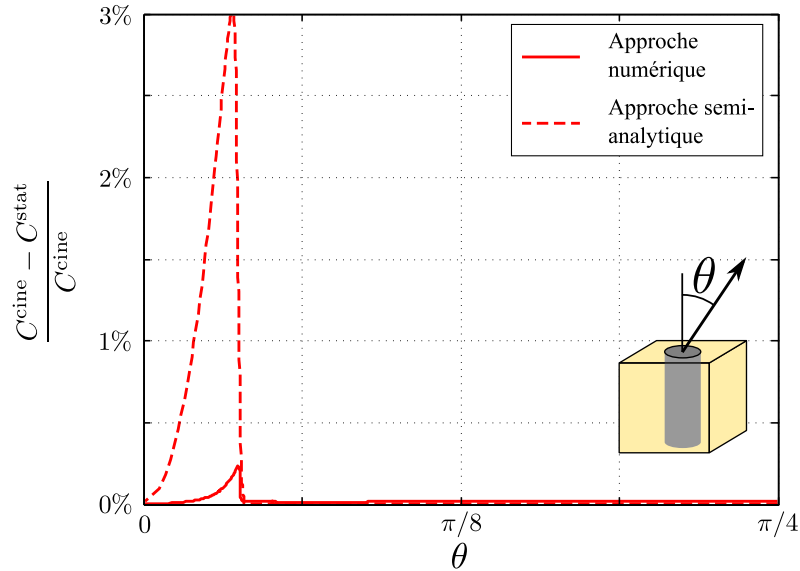 3%
2%
1%
0%
C^cine − C^stat
C^cine
Approche
numérique
Approche semi-
analytique
θ
0
π/8
π/4
θ